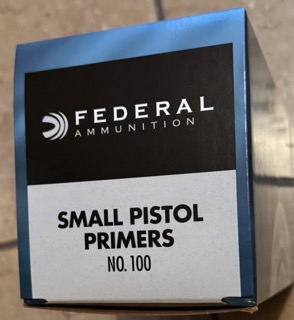 FEDERAL
AMMUNITION
SMALL PISTOL
PRIMERS
NO. 100